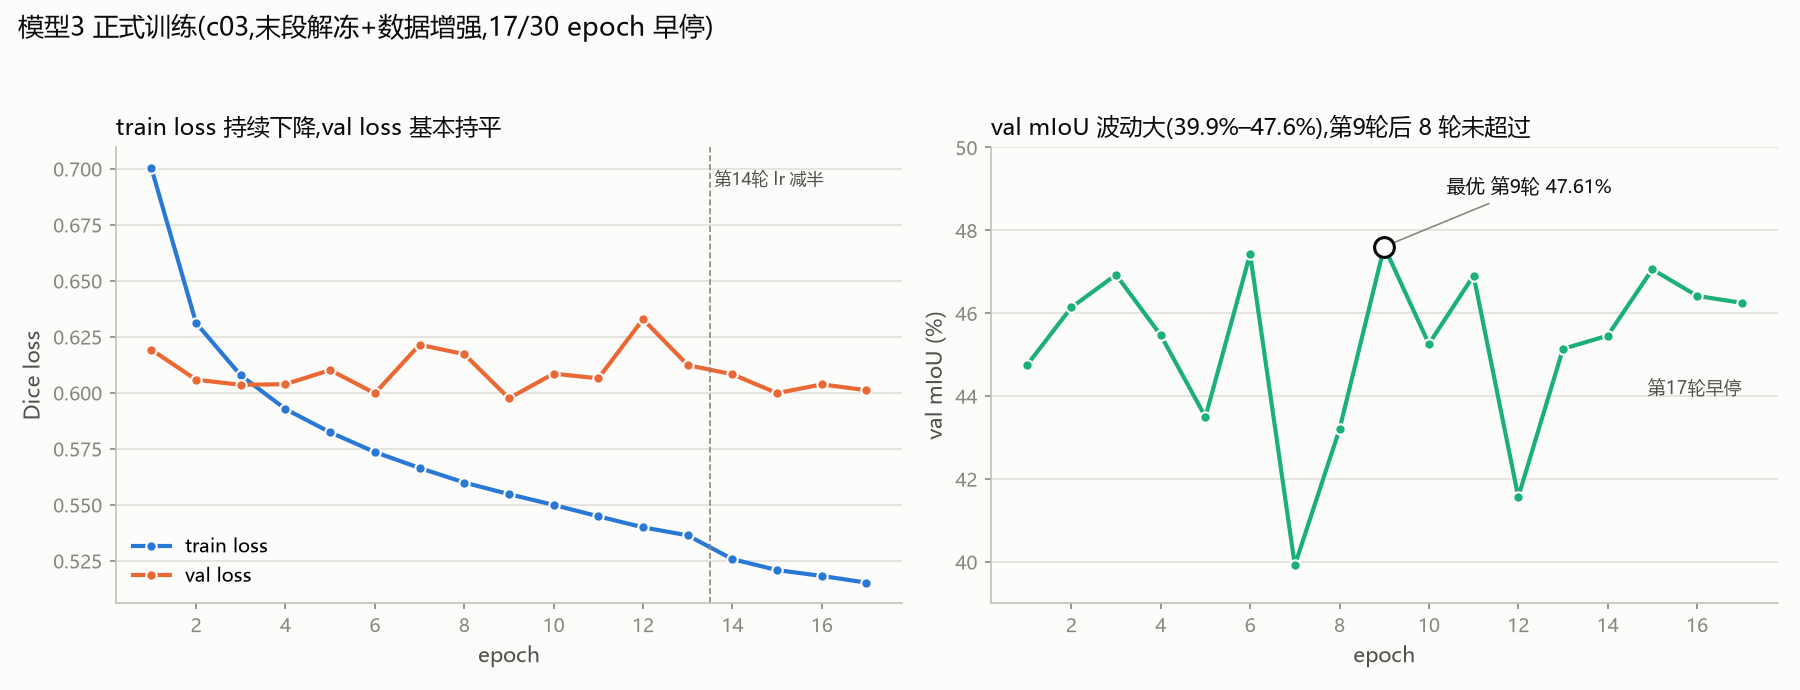 模型3 正式训练(c03,末段解冻+数据增强,17/30 epoch 早停)
train loss 持续下降,val loss 基本持平
0.700
0.675
0.650
0.625
0.600
0.575
0.550
0.525
Dice loss
第14轮 lr 减半
train loss
val loss
2 4 6 8 10 12 14 16
epoch
val mIoU 波动大(39.9%–47.6%),第9轮后 8 轮未超过
50
48
46
44
42
40
val mIoU (%)
最优 第9轮 47.61%
第17轮早停
2 4 6 8 10 12 14 16
epoch